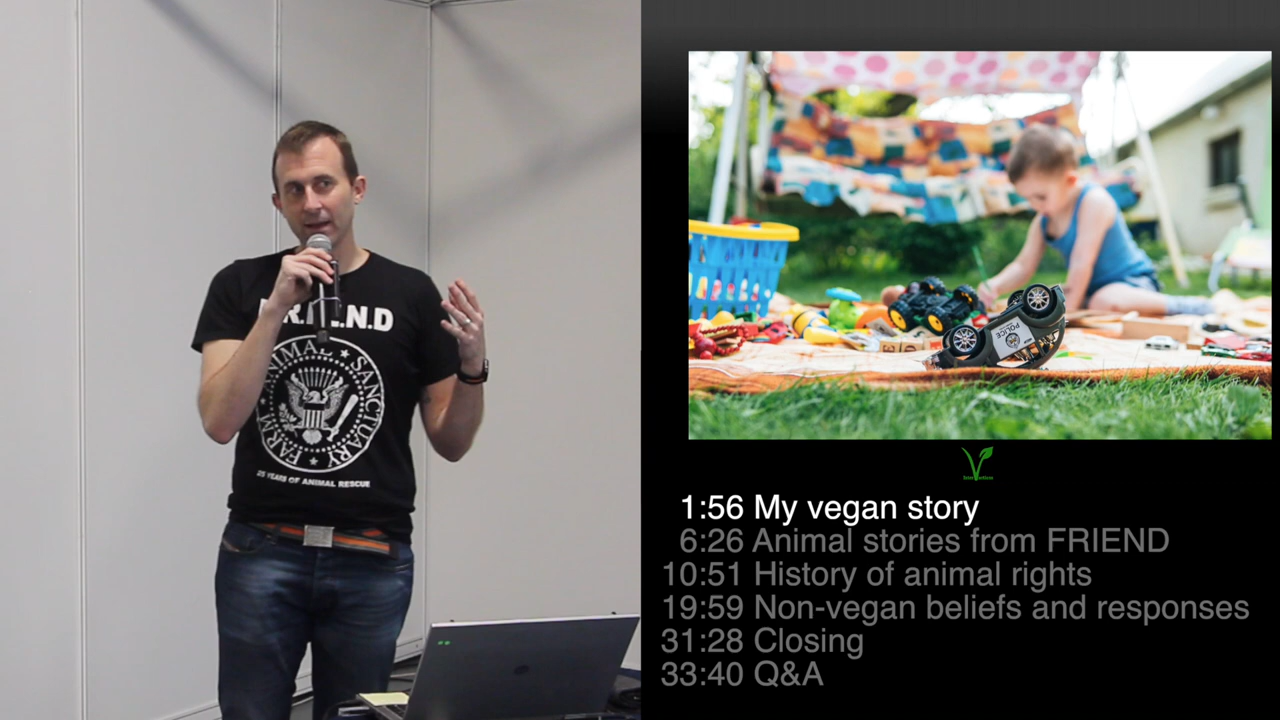 F.R.I.E.N.D
ANIMAL SANCTUARY FARM
25 YEARS OF ANIMAL RESCUE
POLICE
1:56 My vegan story
6:26 Animal stories from FRIEND
10:51 History of animal rights
19:59 Non-vegan beliefs and responses
31:28 Closing
33:40 Q&A